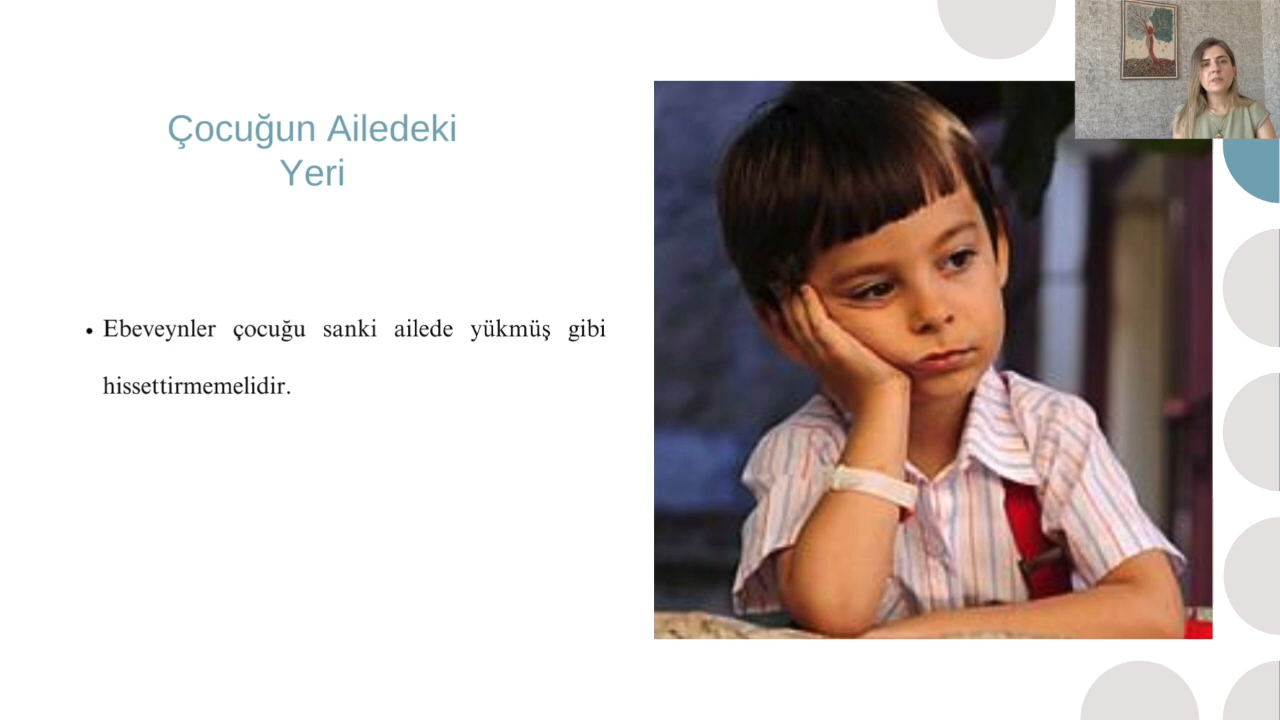 Çocuğun Ailedeki
Yeri
• Ebeveynler çocuğu sanki ailede yükmüş gibi
hissettirmemelidir.